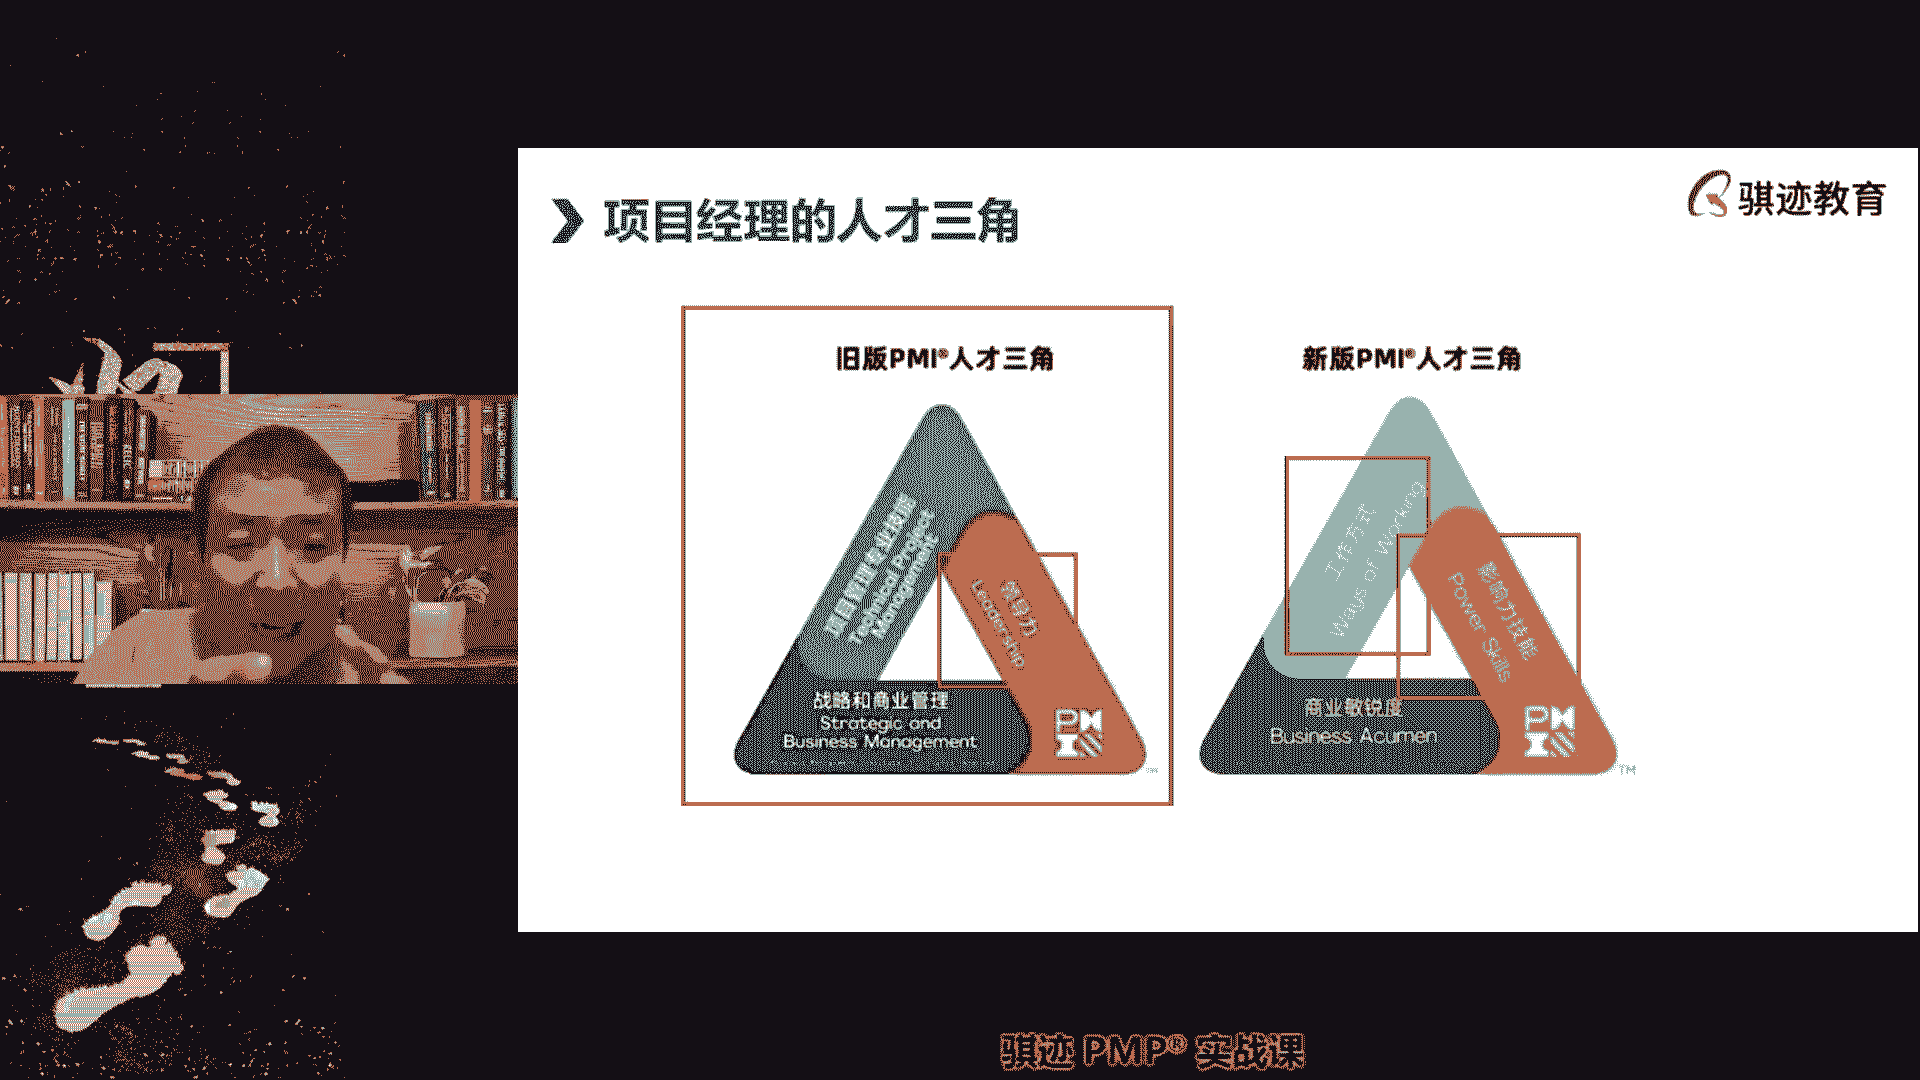 项目经理的人才三角
骐迹教育
旧版PMI®人才三角
项目管理专业技能
Technical Project
Management
领导力
Leadership
战略和商业管理
Strategic and
Business Management
PMI
TM
新版PMI®人才三角
工作方式
Ways of Working
影响力技能
Power Skills
商业敏锐度
Business Acumen
PMI
TM
骐迹 PMP® 实战课